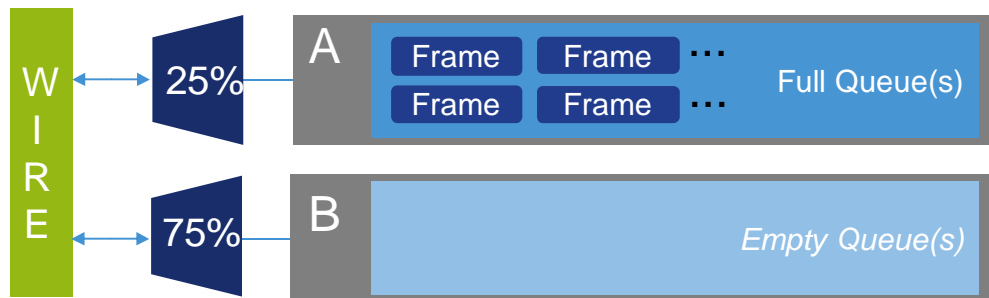 W
I
R
E
25%
A
Frame Frame ...
Frame Frame ...
Full Queue(s)
75%
B
Empty Queue(s)